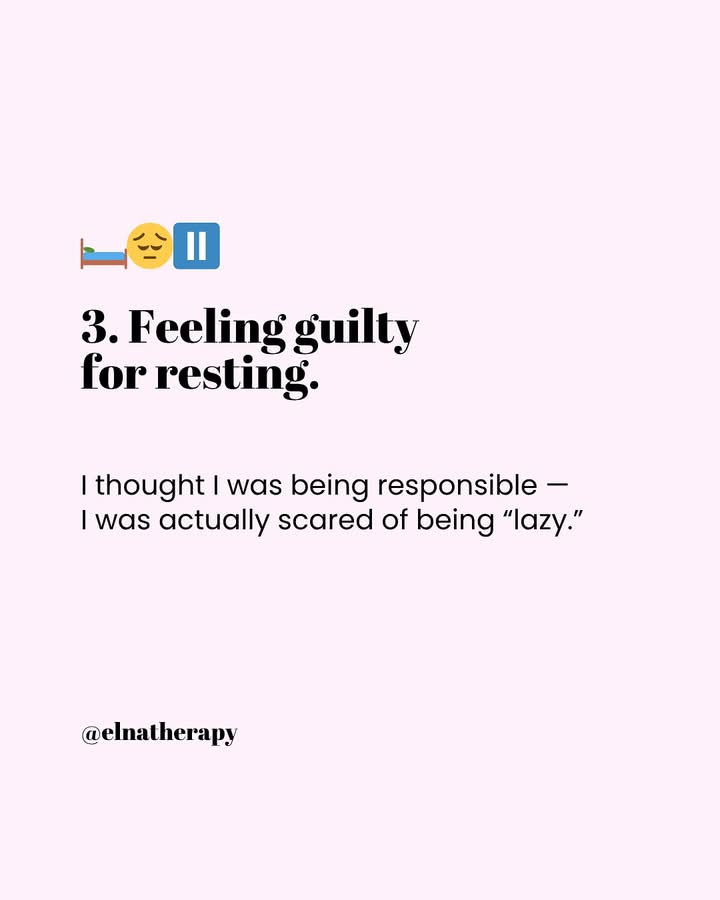 3. Feeling guilty
for resting.
I thought I was being responsible —
I was actually scared of being “lazy.”
@elnatherapy